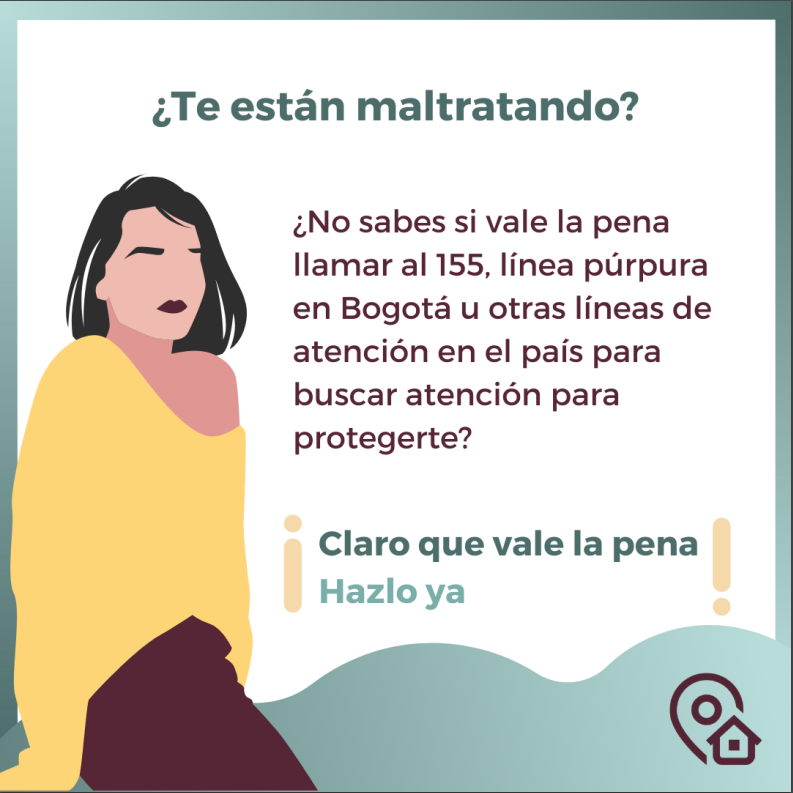 ¿Te están maltratando?
¿No sabes si vale la pena
llamar al 155, línea púrpura
en Bogotá u otras líneas de
atención en el país para
buscar atención para
protegerte?
¡Claro que vale la pena
Hazlo ya!